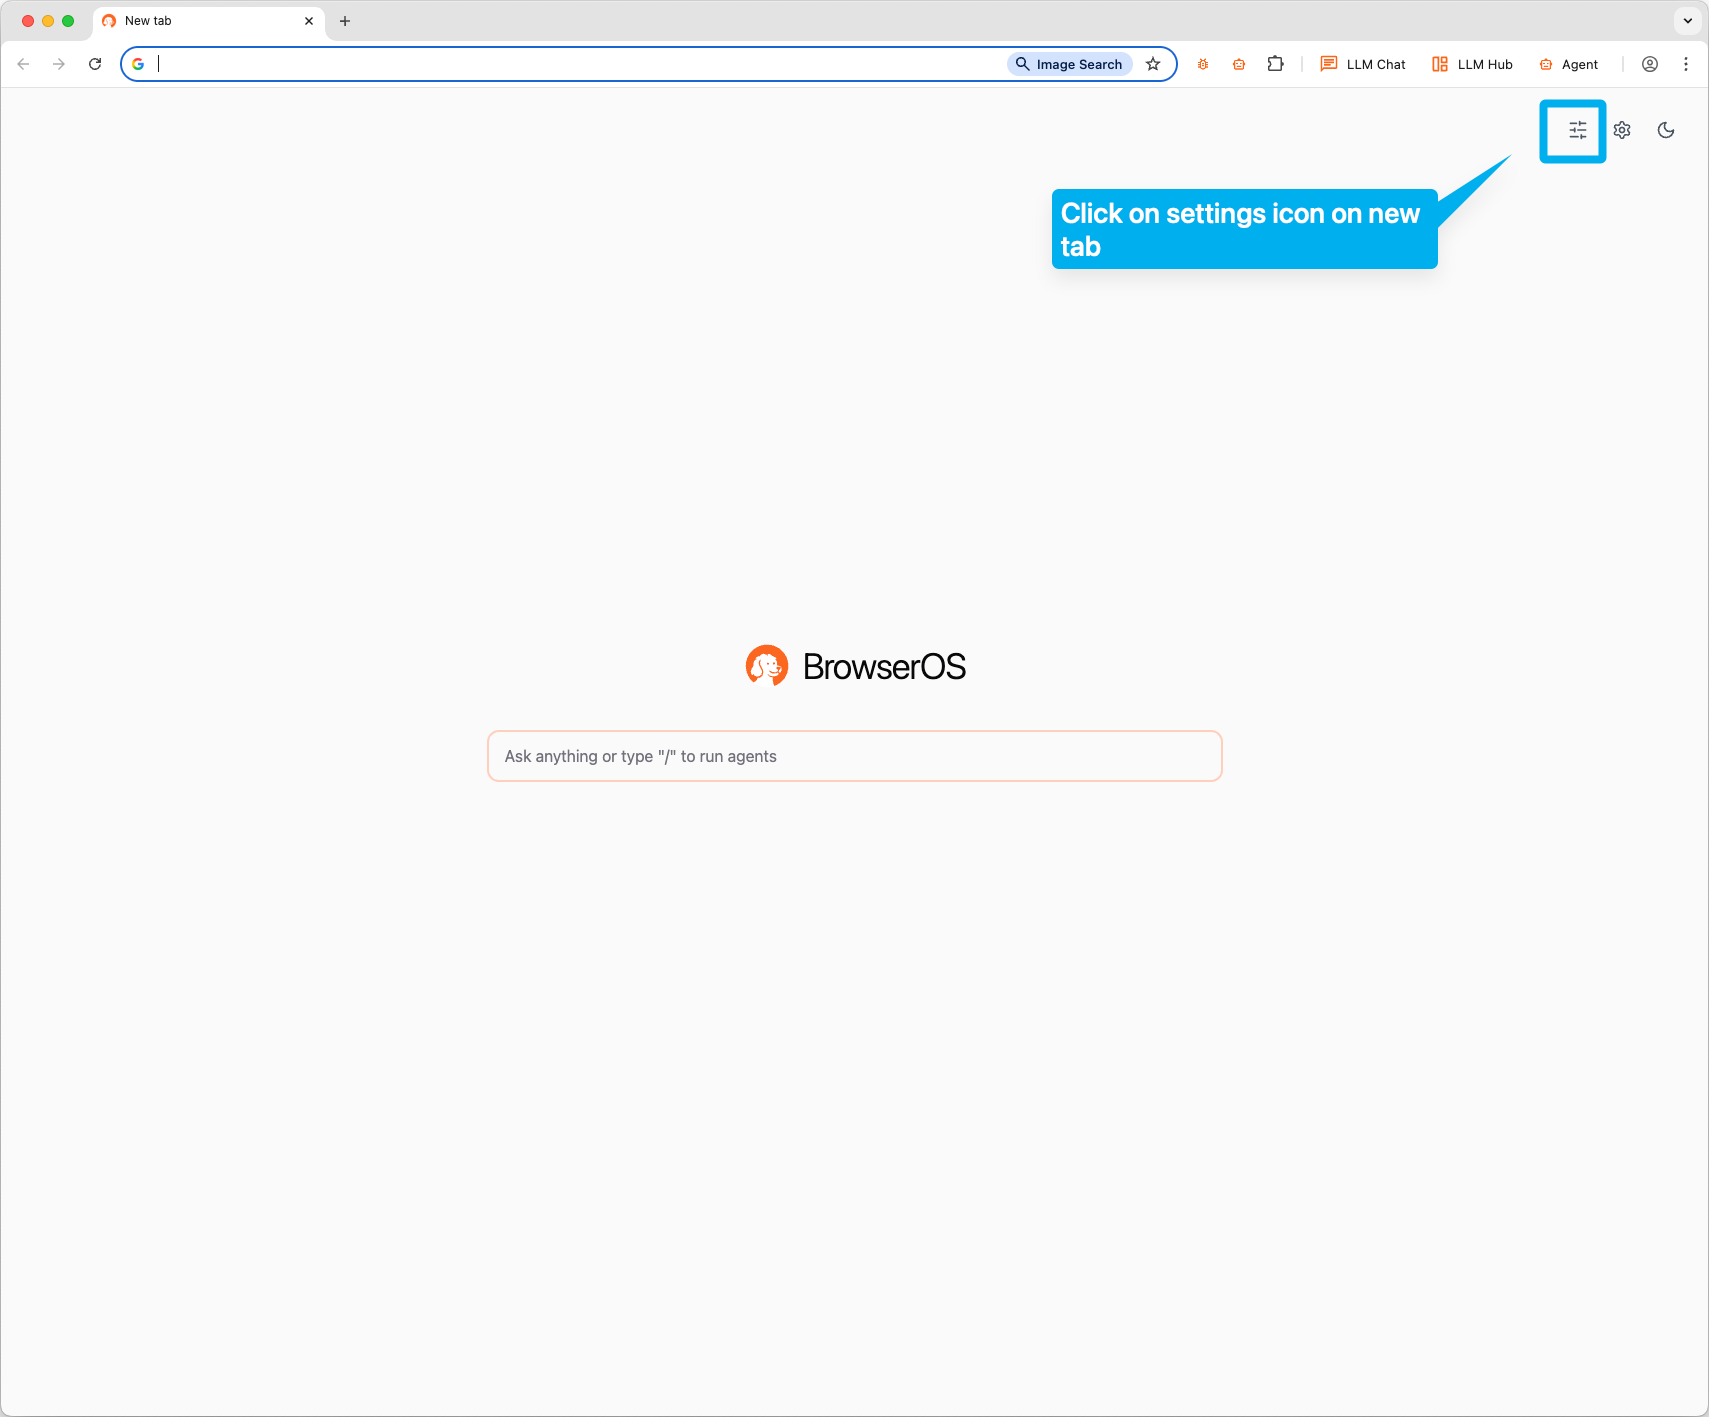 New tab
Image Search
LLM Chat
LLM Hub
Agent
Click on settings icon on new
tab
BrowserOS
Ask anything or type "/" to run agents